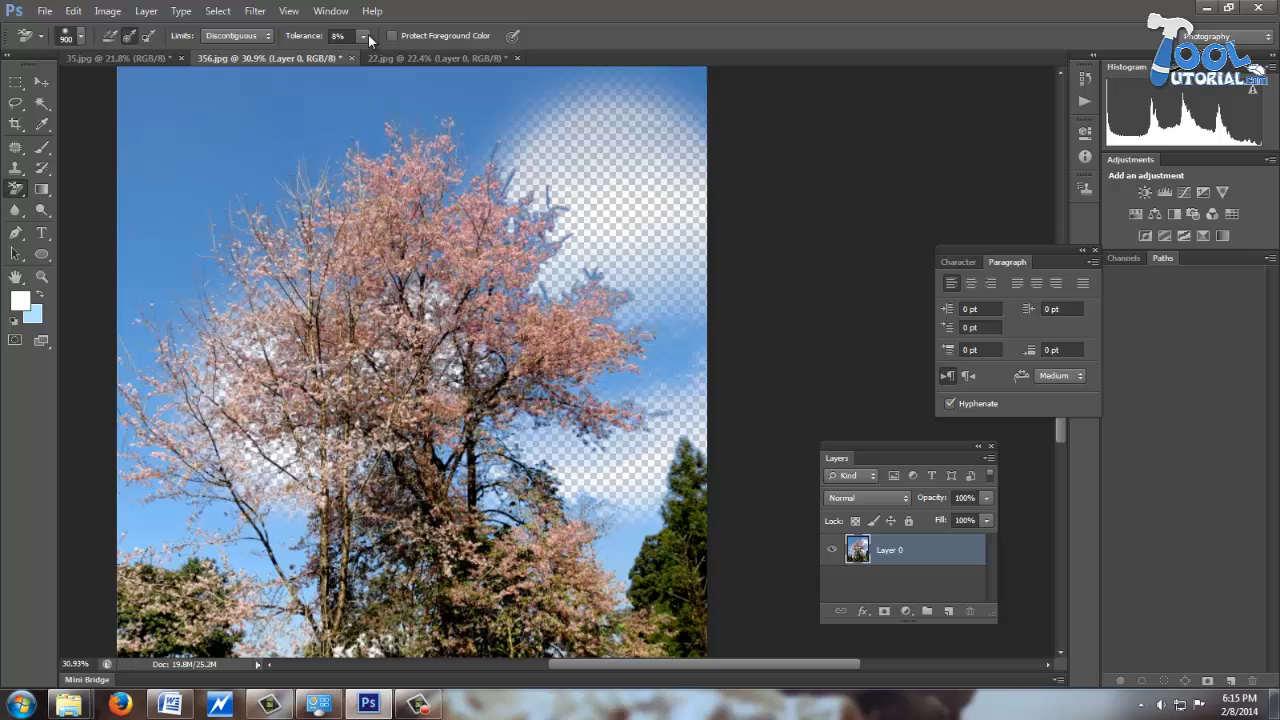 Ps File Edit Image Layer Type Select Filter View Window Help
900 Limits: Discontiguous Tolerance: 8% Protect Foreground Color
Photography
TOOL
TUTORIAL.com
35.jpg @ 21.8% (RGB/8) * × 356.jpg @ 30.9% (Layer 0, RGB/8) * × 22.jpg @ 22.4% (Layer 0, RGB/8) * ×
Histogram
Adjustments
Add an adjustment
Character Paragraph
Channels Paths
0 pt 0 pt
0 pt
0 pt 0 pt
Medium
Hyphenate
Layers
Kind
Normal Opacity: 100%
Lock: Fill: 100%
Layer 0
30.93% Doc: 19.8M/25.2M
Mini Bridge
Ps
6:15 PM
2/8/2014